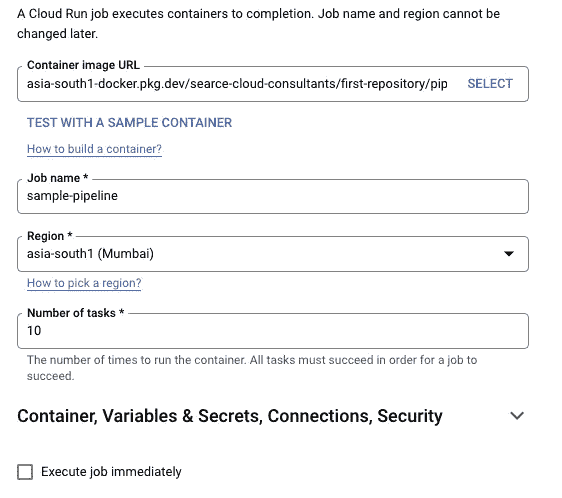 A Cloud Run job executes containers to completion. Job name and region cannot be
changed later.
Container image URL
asia-south1-docker.pkg.dev/searce-cloud-consultants/first-repository/pip
SELECT
TEST WITH A SAMPLE CONTAINER
How to build a container?
Job name *
sample-pipeline
Region *
asia-south1 (Mumbai)
How to pick a region?
Number of tasks *
10
The number of times to run the container. All tasks must succeed in order for a job to
succeed.
Container, Variables & Secrets, Connections, Security
Execute job immediately